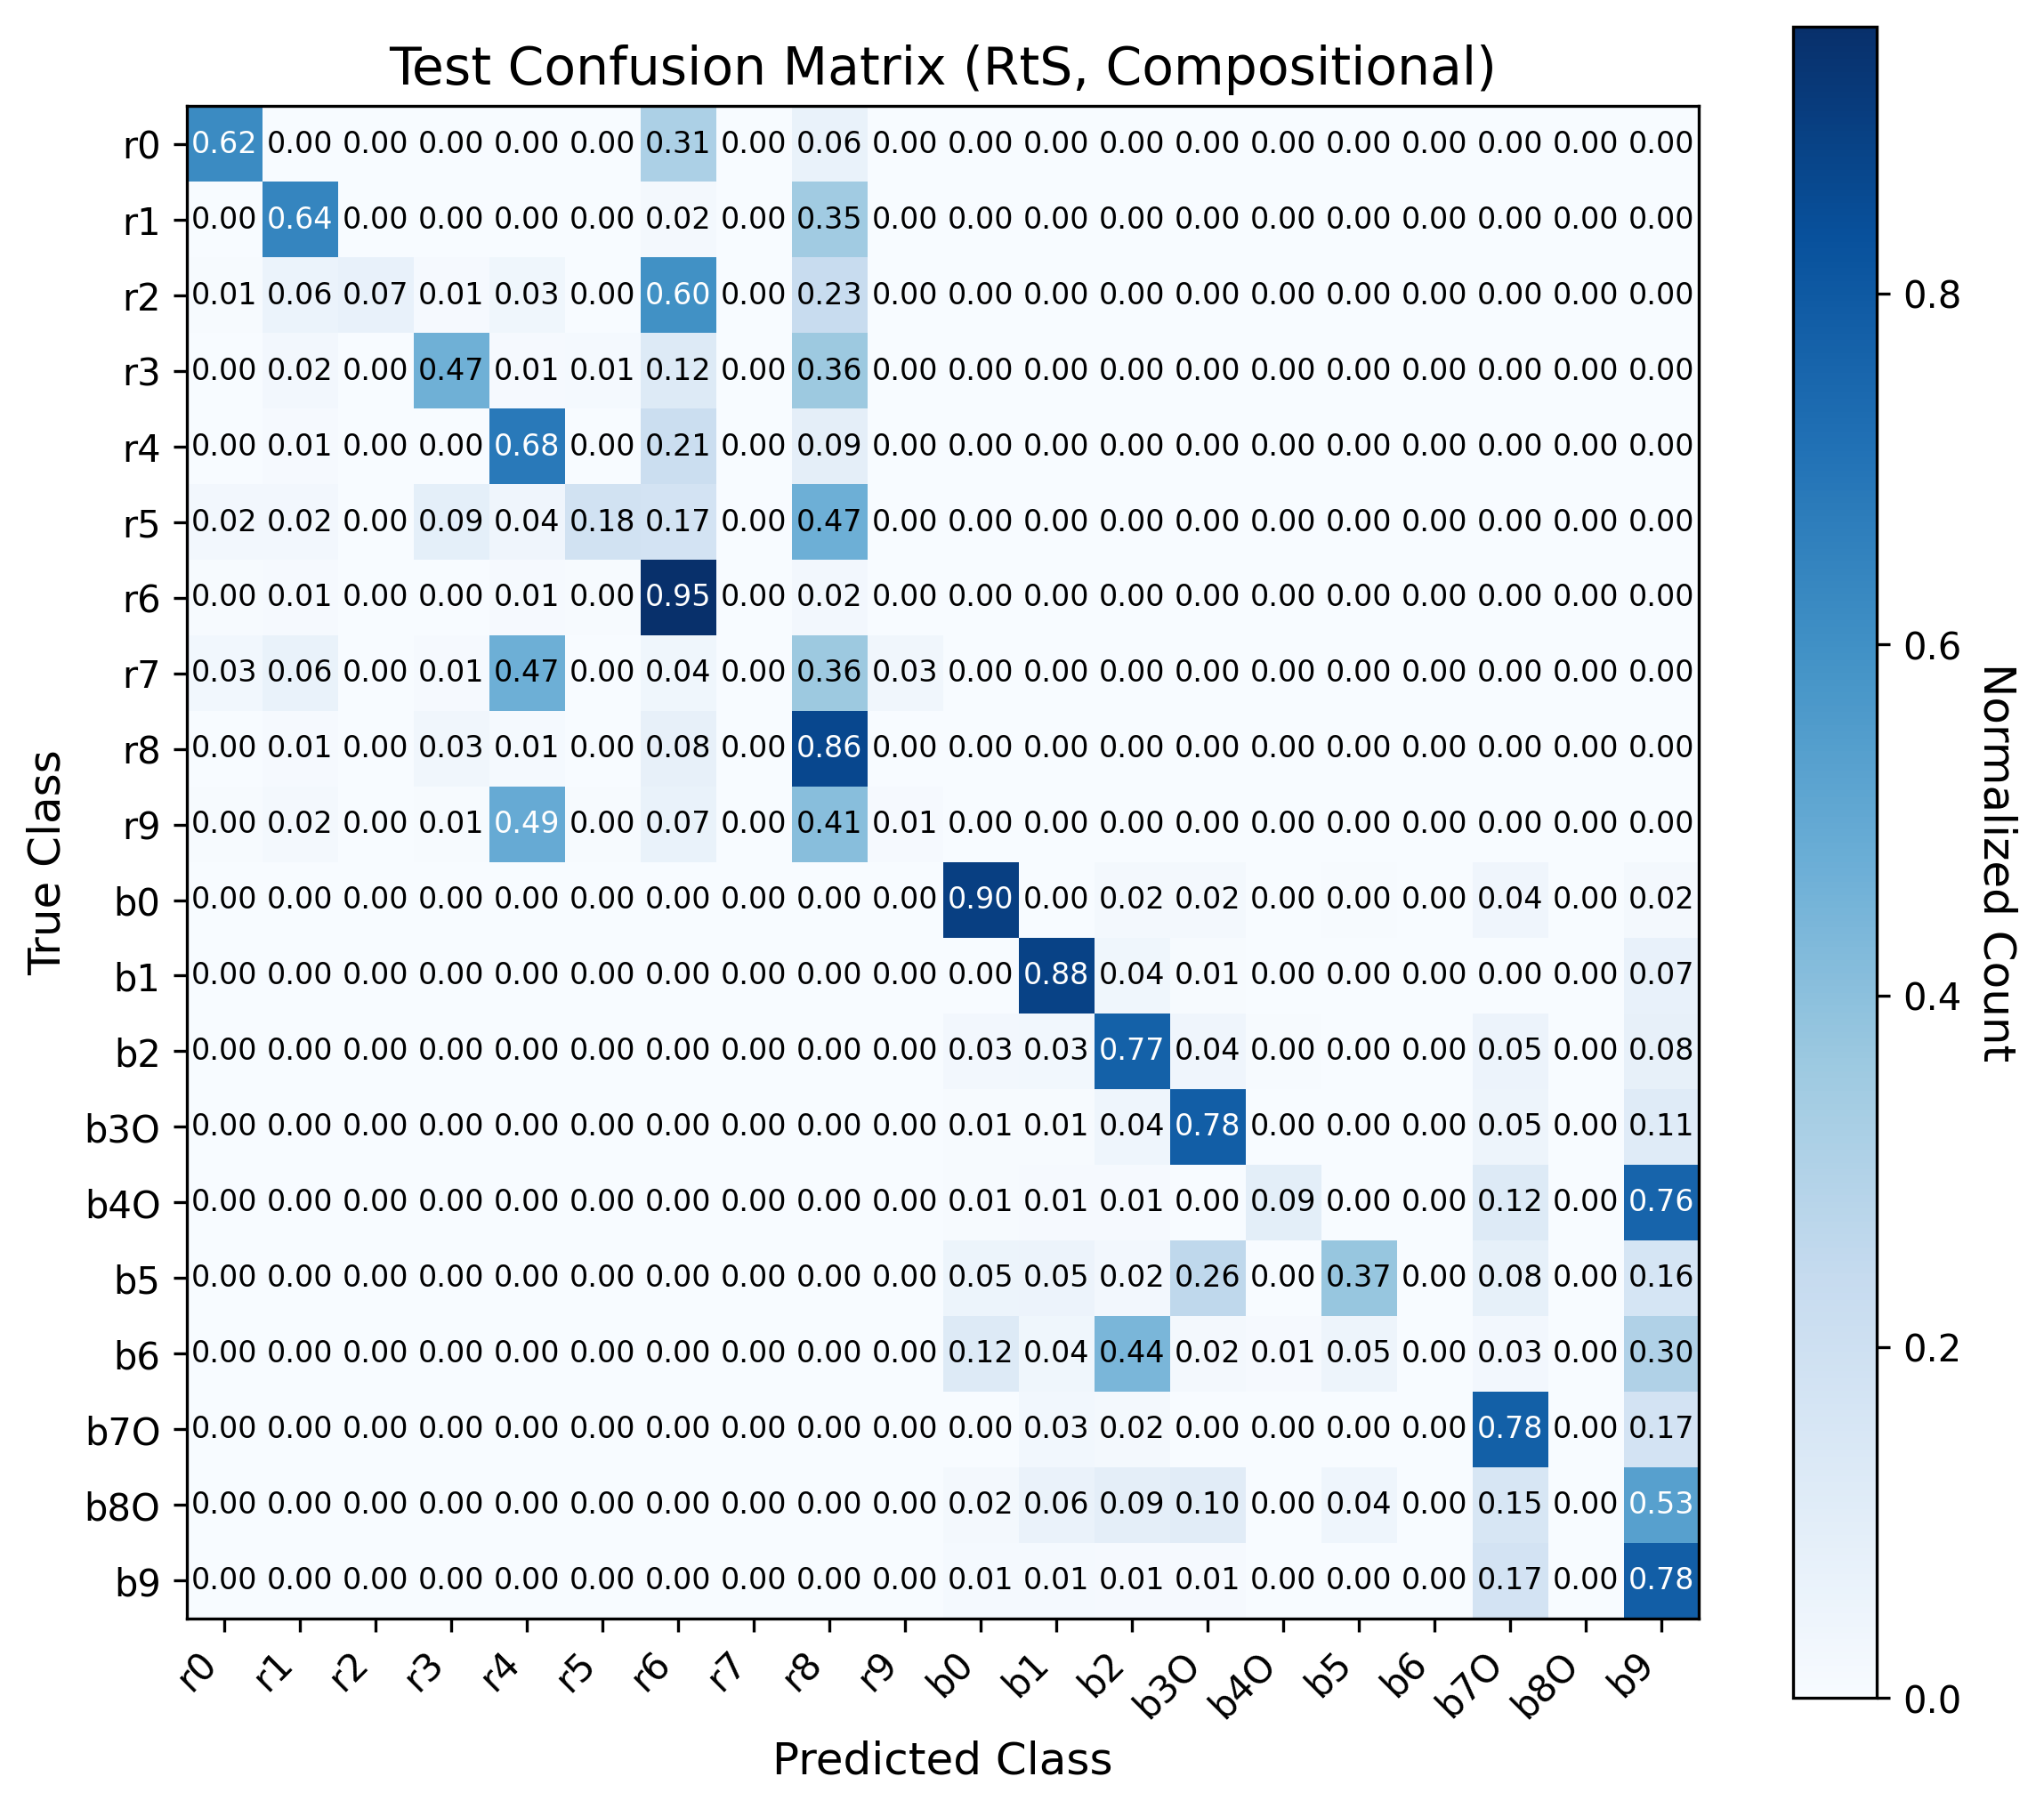 Test Confusion Matrix (RtS, Compositional)
r0 0.62 0.00 0.00 0.00 0.00 0.00 0.31 0.00 0.06 0.00 0.00 0.00 0.00 0.00 0.00 0.00 0.00 0.00 0.00 0.00
r1 0.00 0.64 0.00 0.00 0.00 0.00 0.02 0.00 0.35 0.00 0.00 0.00 0.00 0.00 0.00 0.00 0.00 0.00 0.00 0.00
r2 0.01 0.06 0.07 0.01 0.03 0.00 0.60 0.00 0.23 0.00 0.00 0.00 0.00 0.00 0.00 0.00 0.00 0.00 0.00 0.00
r3 0.00 0.02 0.00 0.47 0.01 0.01 0.12 0.00 0.36 0.00 0.00 0.00 0.00 0.00 0.00 0.00 0.00 0.00 0.00 0.00
r4 0.00 0.01 0.00 0.00 0.68 0.00 0.21 0.00 0.09 0.00 0.00 0.00 0.00 0.00 0.00 0.00 0.00 0.00 0.00 0.00
r5 0.02 0.02 0.00 0.09 0.04 0.18 0.17 0.00 0.47 0.00 0.00 0.00 0.00 0.00 0.00 0.00 0.00 0.00 0.00 0.00
r6 0.00 0.01 0.00 0.00 0.01 0.00 0.95 0.00 0.02 0.00 0.00 0.00 0.00 0.00 0.00 0.00 0.00 0.00 0.00 0.00
r7 0.03 0.06 0.00 0.01 0.47 0.00 0.04 0.00 0.36 0.03 0.00 0.00 0.00 0.00 0.00 0.00 0.00 0.00 0.00 0.00
r8 0.00 0.01 0.00 0.03 0.01 0.00 0.08 0.00 0.86 0.00 0.00 0.00 0.00 0.00 0.00 0.00 0.00 0.00 0.00 0.00
r9 0.00 0.02 0.00 0.01 0.49 0.00 0.07 0.00 0.41 0.01 0.00 0.00 0.00 0.00 0.00 0.00 0.00 0.00 0.00 0.00
b0 0.00 0.00 0.00 0.00 0.00 0.00 0.00 0.00 0.00 0.00 0.90 0.00 0.02 0.02 0.00 0.00 0.00 0.04 0.00 0.02
b1 0.00 0.00 0.00 0.00 0.00 0.00 0.00 0.00 0.00 0.00 0.00 0.88 0.04 0.01 0.00 0.00 0.00 0.00 0.00 0.07
b2 0.00 0.00 0.00 0.00 0.00 0.00 0.00 0.00 0.00 0.00 0.03 0.03 0.77 0.04 0.00 0.00 0.00 0.05 0.00 0.08
b3O 0.00 0.00 0.00 0.00 0.00 0.00 0.00 0.00 0.00 0.00 0.01 0.01 0.04 0.78 0.00 0.00 0.00 0.05 0.00 0.11
b4O 0.00 0.00 0.00 0.00 0.00 0.00 0.00 0.00 0.00 0.00 0.01 0.01 0.01 0.00 0.09 0.00 0.00 0.12 0.00 0.76
b5 0.00 0.00 0.00 0.00 0.00 0.00 0.00 0.00 0.00 0.00 0.05 0.05 0.02 0.26 0.00 0.37 0.00 0.08 0.00 0.16
b6 0.00 0.00 0.00 0.00 0.00 0.00 0.00 0.00 0.00 0.00 0.12 0.04 0.44 0.02 0.01 0.05 0.00 0.03 0.00 0.30
b7O 0.00 0.00 0.00 0.00 0.00 0.00 0.00 0.00 0.00 0.00 0.00 0.03 0.02 0.00 0.00 0.00 0.00 0.78 0.00 0.17
b8O 0.00 0.00 0.00 0.00 0.00 0.00 0.00 0.00 0.00 0.00 0.02 0.06 0.09 0.10 0.00 0.04 0.00 0.15 0.00 0.53
b9 0.00 0.00 0.00 0.00 0.00 0.00 0.00 0.00 0.00 0.00 0.01 0.01 0.01 0.01 0.00 0.00 0.00 0.17 0.00 0.78
r0 r1 r2 r3 r4 r5 r6 r7 r8 r9 b0 b1 b2 b3O b4O b5 b6 b7O b8O b9
Predicted Class
True Class
0.8
0.6
0.4
0.2
0.0
Normalized Count